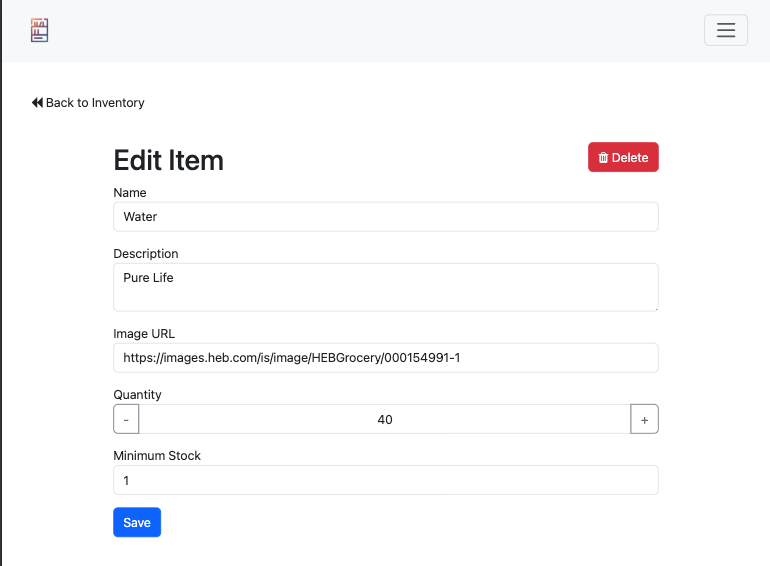 Back to Inventory
Edit Item
Delete
Name
Water
Description
Pure Life
Image URL
https://images.heb.com/is/image/HEBGrocery/000154991-1
Quantity
- 40 +
Minimum Stock
1
Save